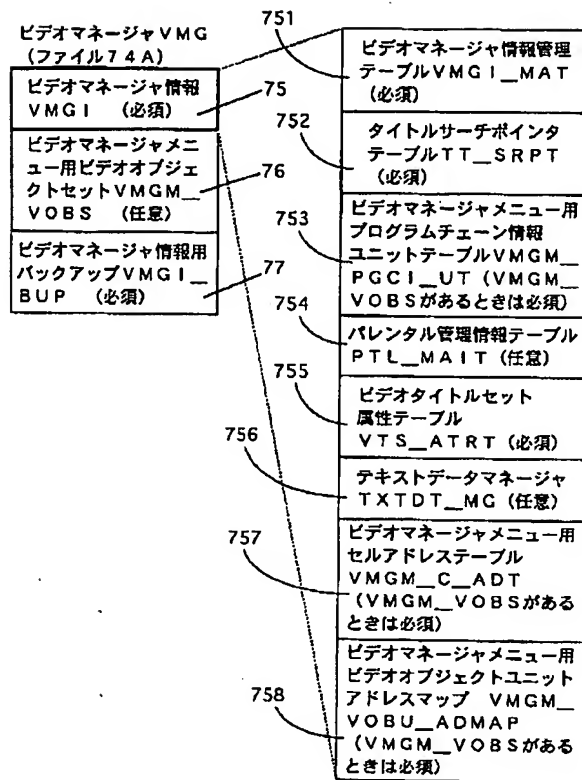 ビデオマネージャVMG
(ファイル74A)
ビデオマネージャ情報
VMGI (必須)
75
ビデオマネージャメニ
ュー用ビデオオブジェ
クトセットVMGM__
VOBS (任意)
76
ビデオマネージャ情報用
バックアップVMGI__
BUP (必須)
77
751
ビデオマネージャ情報管理
テーブルVMGI__MAT
(必須)
752
タイトルサーチポインタ
テーブルTT__SRPT
(必須)
753
ビデオマネージャメニュー用
プログラムチェーン情報
ユニットテーブルVMGM__
PGCI__UT (VMGM__
VOBSがあるときは必須)
754
パレンタル管理情報テーブル
PTL__MAIT (任意)
755
ビデオタイトルセット
属性テーブル
VTS__ATRT (必須)
756
テキストデータマネージャ
TXTDT__MG (任意)
757
ビデオマネージャメニュー用
セルアドレステーブル
VMGM__C__ADT
(VMGM__VOBSがある
ときは必須)
758
ビデオマネージャメニュー用
ビデオオブジェクトユニット
アドレスマップ VMGM__
VOBU__ADMAP
(VMGM__VOBSがある
ときは必須)